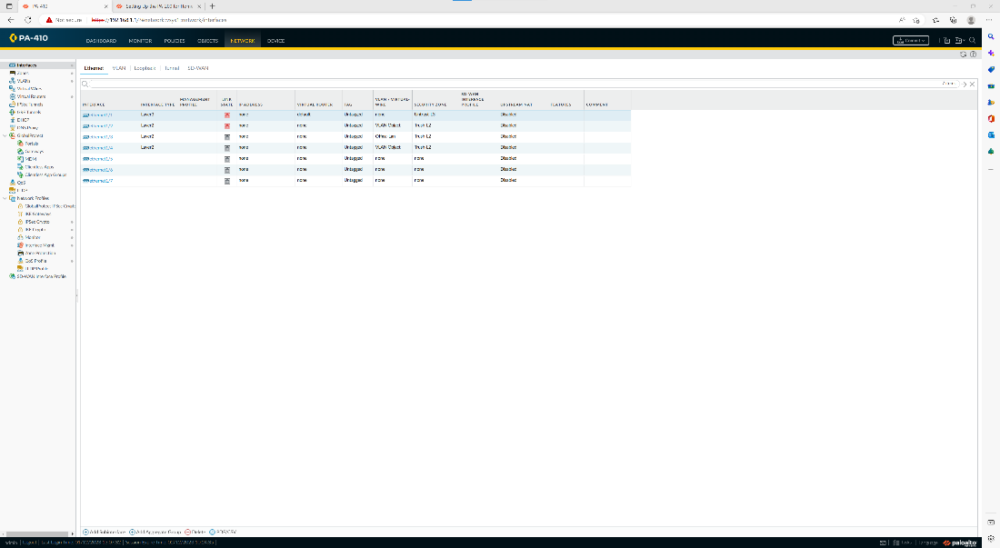 PA-410
Setting Up the PA-200 for Home
Not secure
https://192.168.1.1/?#network:vsys1:network/interfaces
PA-410
DASHBOARD MONITOR POLICIES OBJECTS NETWORK DEVICE
Commit
Interfaces
Zones
VLANs
Virtual Wires
Virtual Routers
IPSec Tunnels
GRE Tunnels
DHCP
DNS Proxy
GlobalProtect
Portals
Gateways
MDM
Clientless Apps
Clientless App Groups
QoS
LLDP
Network Profiles
GlobalProtect IPSec Crypto
IKE Gateways
IPSec Crypto
IKE Crypto
Monitor
Interface Mgmt
Zone Protection
QoS Profile
LLDP Profile
SD-WAN Interface Profile
Ethernet VLAN Loopback Tunnel SD-WAN
7 items
INTERFACE INTERFACE TYPE MANAGEMENT PROFILE LINK STATE IP ADDRESS VIRTUAL ROUTER TAG VLAN / VIRTUAL-WIRE SECURITY ZONE SD-WAN INTERFACE PROFILE UPSTREAM NAT FEATURES COMMENT
ethernet1/1 Layer3 none default Untagged none Untrust L3 Disabled
ethernet1/2 Layer2 none none Untagged VLAN Object Trush L2 Disabled
ethernet1/3 Layer2 none none Untagged Office Lan Trush L2 Disabled
ethernet1/4 Layer2 none none Untagged VLAN Object Trush L2 Disabled
ethernet1/5 none none Untagged none none Disabled
ethernet1/6 none none Untagged none none Disabled
ethernet1/7 none none Untagged none none Disabled
Add Subinterface Add Aggregate Group Delete PDF/CSV
admin | Logout | Last Login Time: | Session Expire Time:
Tasks | Language paloalto